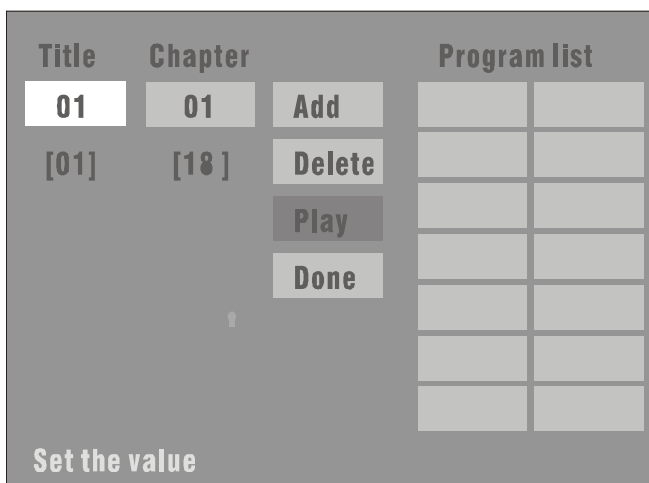 Title Chapter Program list
01 01 Add
[01] [18 ] Delete
Play
Done
Set the value